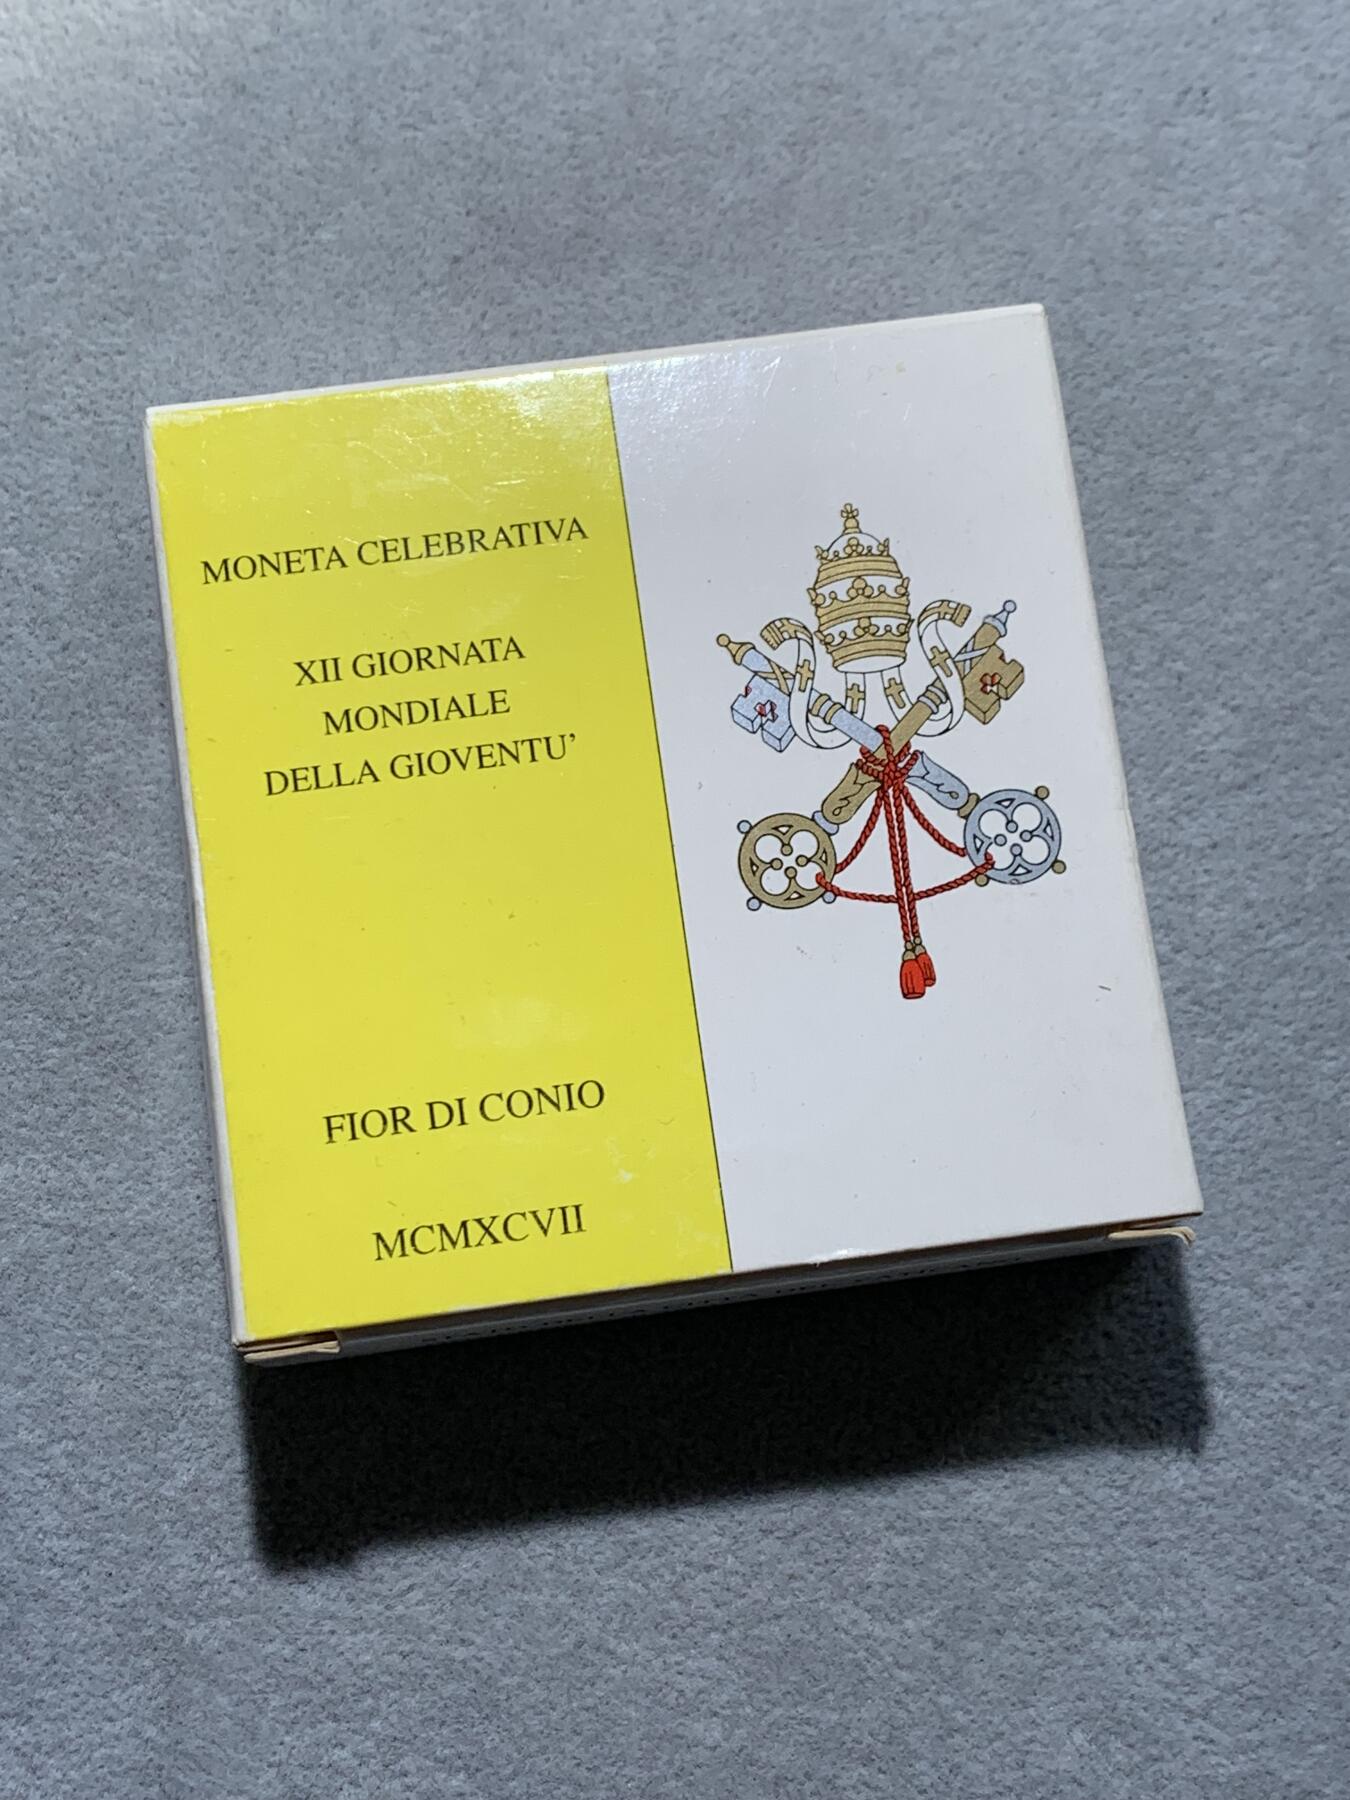 MONETA CELEBRATIVA
XII GIORNATA
MONDIALE
DELLA GIOVENTU'
FIOR DI CONIO
MCMXCVII